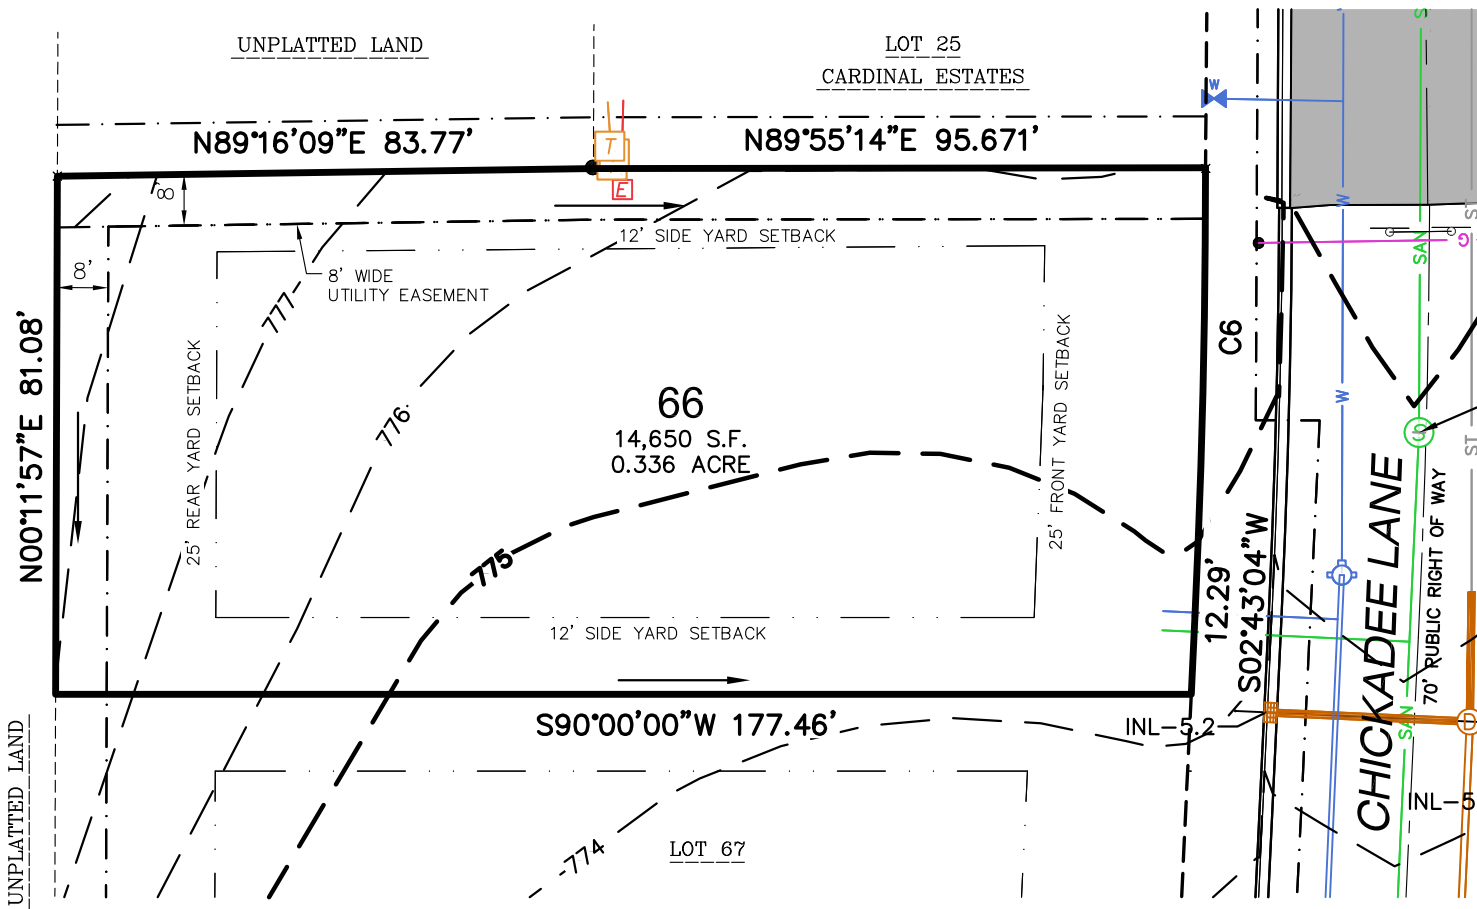 UNPLATTED LAND
LOT 25
CARDINAL ESTATES
W
S
W
N89°16'09"E 83.77'
N89°55'14"E 95.671'
T
E
8'
12' SIDE YARD SETBACK
8'
8' WIDE
UTILITY EASEMENT
777
776
775
774
N00°11'57"E 81.08'
25' REAR YARD SETBACK
66
14,650 S.F.
0.336 ACRE
25' FRONT YARD SETBACK
C6
W
W
SAN
G
ST
ST
12' SIDE YARD SETBACK
12.29'
S02°43'04"W
CHICKADEE LANE
70' PUBLIC RIGHT OF WAY
S90°00'00"W 177.46'
INL-5.2
SAN
D
INL-5
LOT 67
UNPLATTED LAND